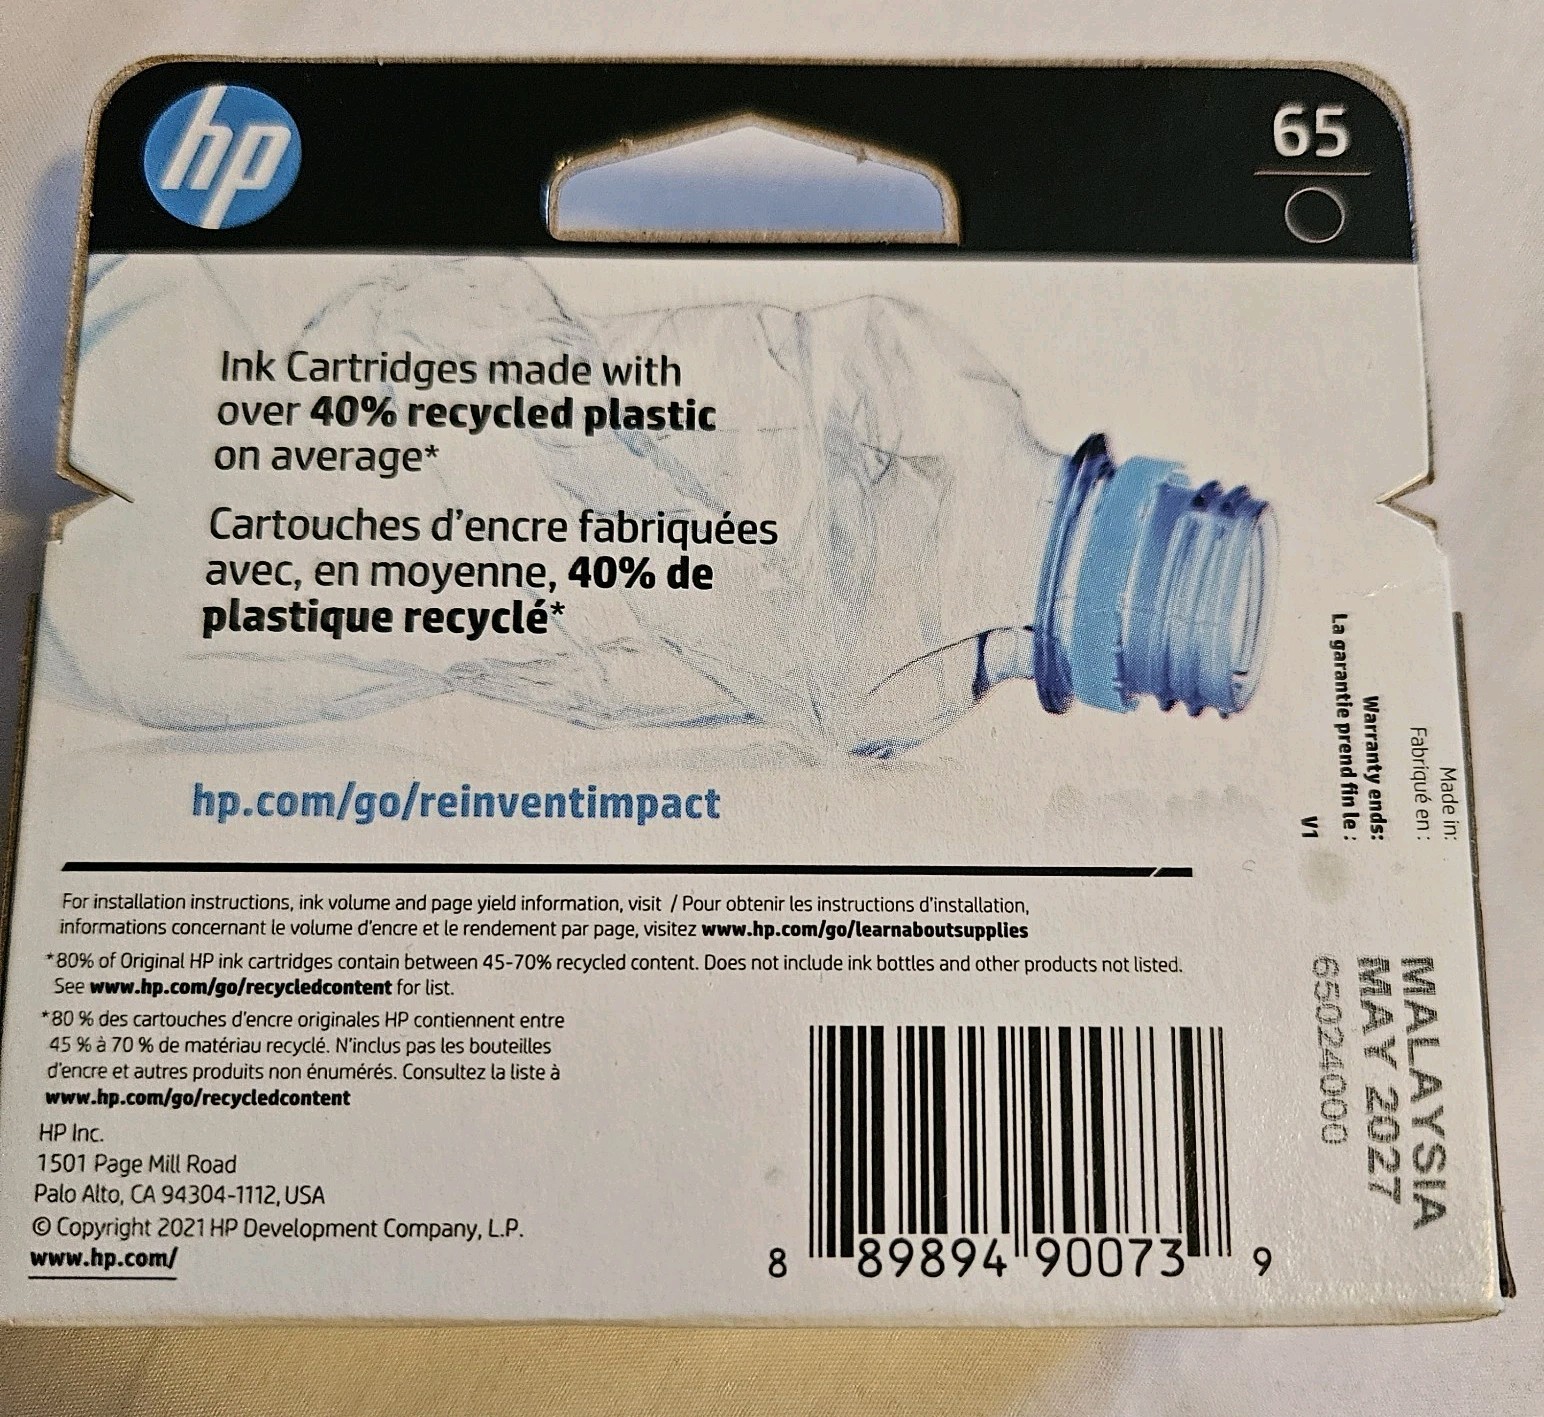 hp
65
Ink Cartridges made with
over 40% recycled plastic
on average*
Cartouches d'encre fabriquées
avec, en moyenne, 40% de
plastique recyclé*
hp.com/go/reinventimpact
For installation instructions, ink volume and page yield information, visit / Pour obtenir les instructions d'installation,
informations concernant le volume d'encre et le rendement par page, visitez www.hp.com/go/learnaboutsupplies
*80% of Original HP ink cartridges contain between 45-70% recycled content. Does not include ink bottles and other products not listed.
See www.hp.com/go/recycledcontent for list.
*80 % des cartouches d'encre originales HP contiennent entre
45 % à 70 % de matériau recyclé. N'inclus pas les bouteilles
d'encre et autres produits non énumérés. Consultez la liste à
www.hp.com/go/recycledcontent
HP Inc.
1501 Page Mill Road
Palo Alto, CA 94304-1112, USA
© Copyright 2021 HP Development Company, L.P.
www.hp.com/
8 89894 90073 9
Made in:
Fabriqué en :
Warranty ends:
La garantie prend fin le :
V1
MALAYSIA
MAY 2027
65024000